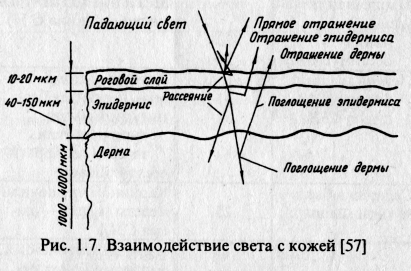 Падающий свет
Прямое отражение
Отражение эпидермиса
Отражение дермы
10-20 мкм
Роговой слой
40-150 мкм
Эпидермис
Рассеяние
Поглощение эпидермиса
Дерма
1000-4000 мкм
Поглощение дермы
Рис. 1.7. Взаимодействие света с кожей [57]